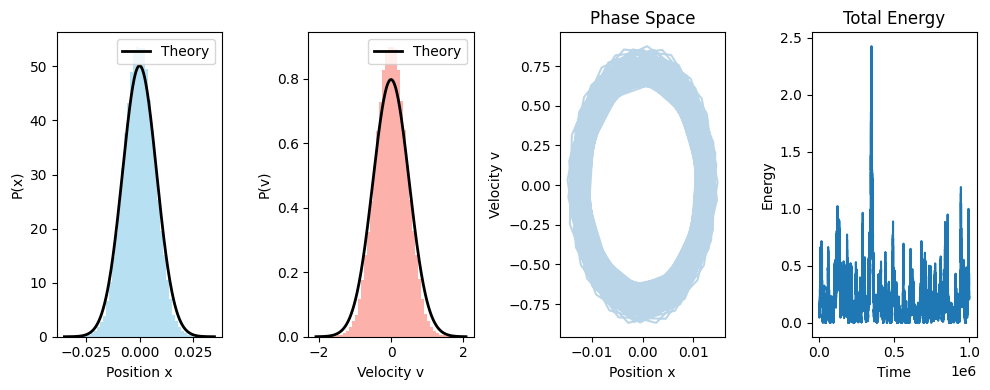 Phase Space
Total Energy
Theory
Theory
P(x)
50
40
30
20
10
0
−0.025 0.000 0.025
Position x
P(v)
0.8
0.6
0.4
0.2
0.0
−2 0 2
Velocity v
Velocity v
0.75
0.50
0.25
0.00
−0.25
−0.50
−0.75
−0.01 0.00 0.01
Position x
Energy
2.5
2.0
1.5
1.0
0.5
0.0
0.0 0.5 1.0
1e6
Time